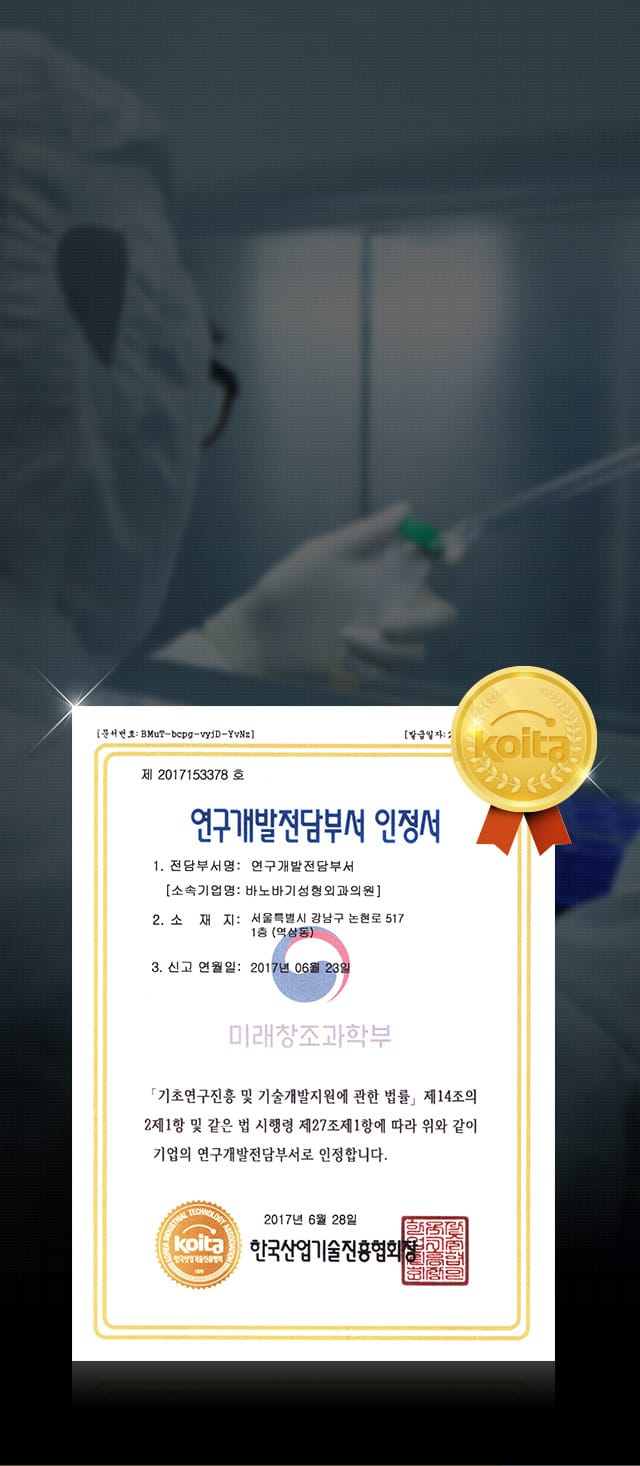 [문서번호: BMuT-bcpg-vyjD-YvNz]
[발급일자: 2
koita
제 2017153378 호
연구개발전담부서 인정서
1. 전담부서명: 연구개발전담부서
[소속기업명: 바노바기성형외과의원]
2. 소 재 지: 서울특별시 강남구 논현로 517
1층 (역삼동)
3. 신고 연월일: 2017년 06월 23일
미래창조과학부
「기초연구진흥 및 기술개발지원에 관한 법률」 제14조의
2제1항 및 같은 법 시행령 제27조제1항에 따라 위와 같이
기업의 연구개발전담부서로 인정합니다.
2017년 6월 28일
KOREA INDUSTRIAL TECHNOLOGY ASSOCIATION
koita
한국산업기술진흥협회
1979
한국산업기술진흥협회장